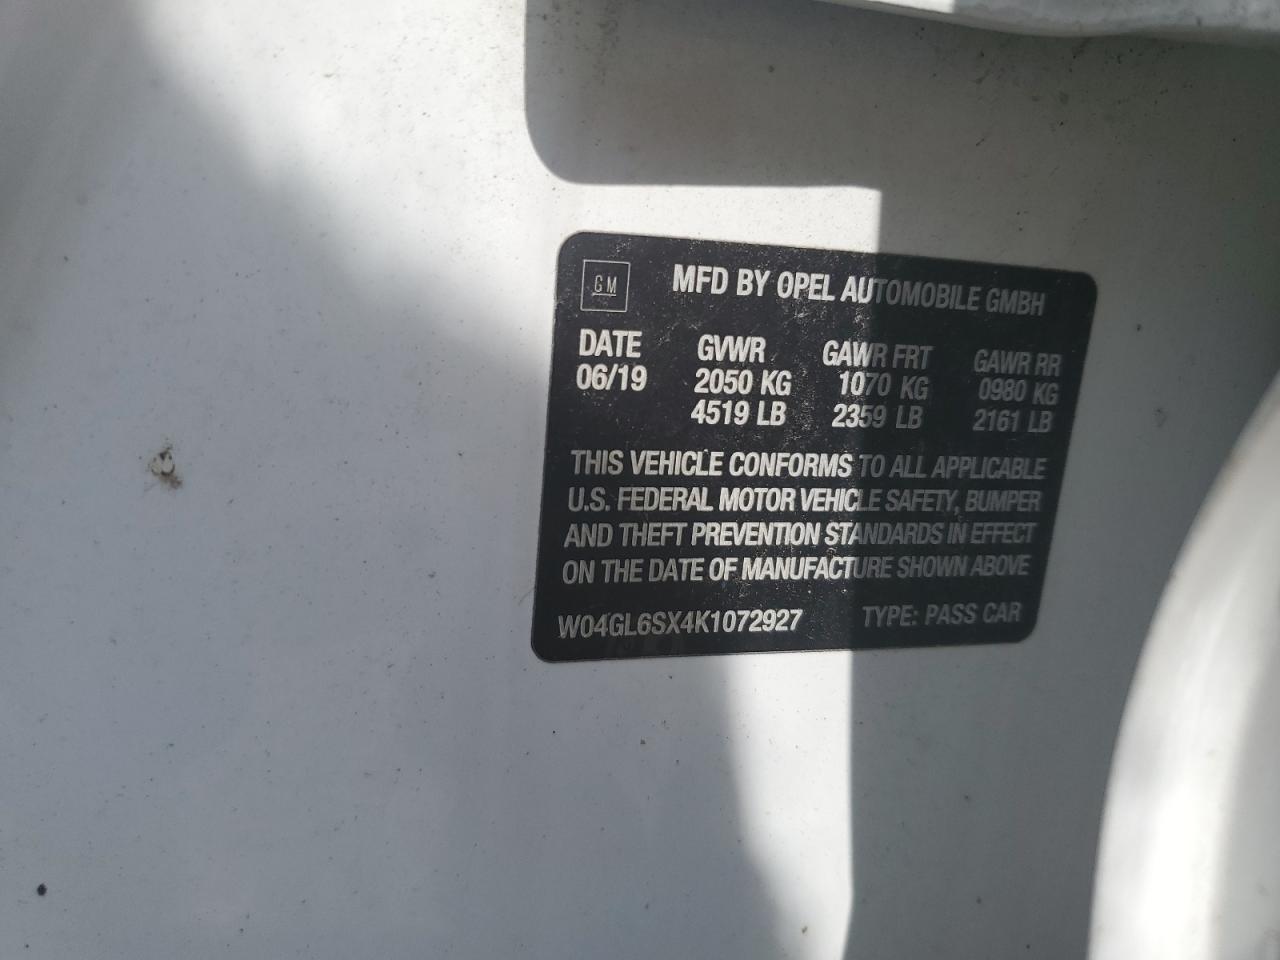 GM
MFD BY OPEL AUTOMOBILE GMBH
DATE GVWR GAWR FRT GAWR RR
06/19 2050 KG 1070 KG 0980 KG
4519 LB 2359 LB 2161 LB
THIS VEHICLE CONFORMS TO ALL APPLICABLE
U.S. FEDERAL MOTOR VEHICLE SAFETY, BUMPER
AND THEFT PREVENTION STANDARDS IN EFFECT
ON THE DATE OF MANUFACTURE SHOWN ABOVE
W04GL6SX4K1072927 TYPE: PASS CAR